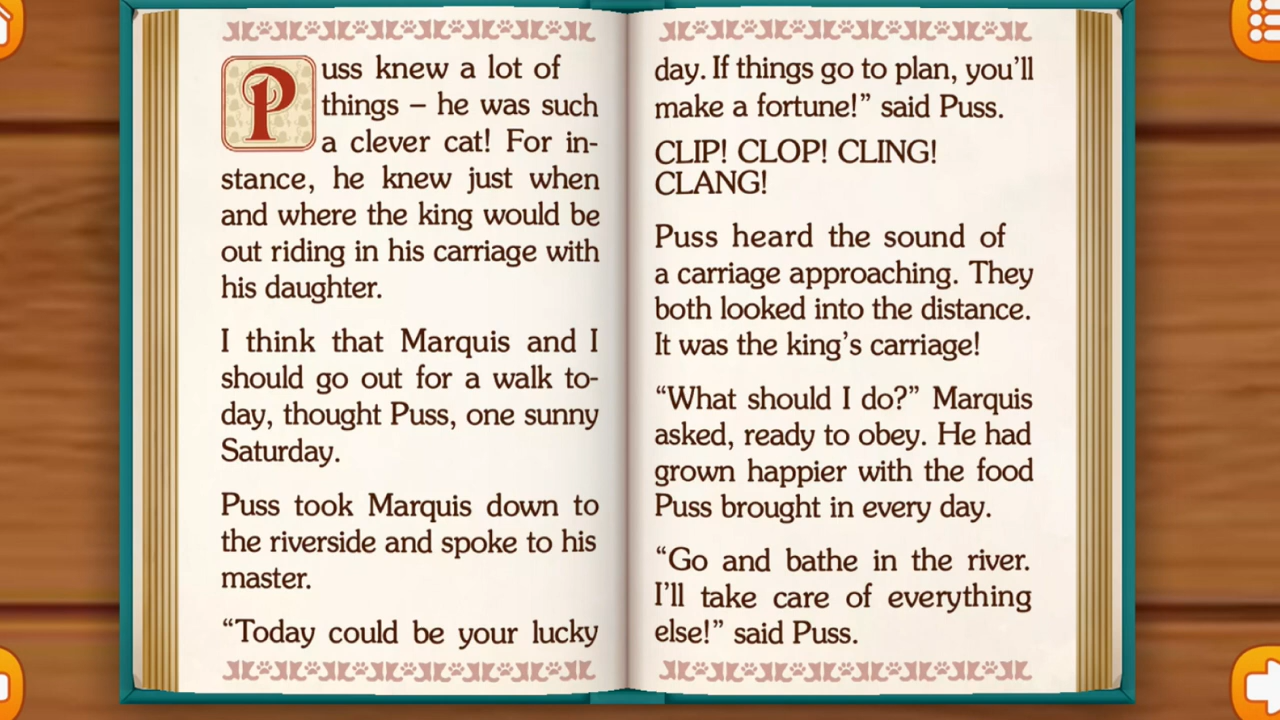 Puss knew a lot of
things – he was such
a clever cat! For in-
stance, he knew just when
and where the king would be
out riding in his carriage with
his daughter.
I think that Marquis and I
should go out for a walk to-
day, thought Puss, one sunny
Saturday.
Puss took Marquis down to
the riverside and spoke to his
master.
“Today could be your lucky
day. If things go to plan, you’ll
make a fortune!” said Puss.
CLIP! CLOP! CLING!
CLANG!
Puss heard the sound of
a carriage approaching. They
both looked into the distance.
It was the king’s carriage!
“What should I do?” Marquis
asked, ready to obey. He had
grown happier with the food
Puss brought in every day.
“Go and bathe in the river.
I’ll take care of everything
else!” said Puss.